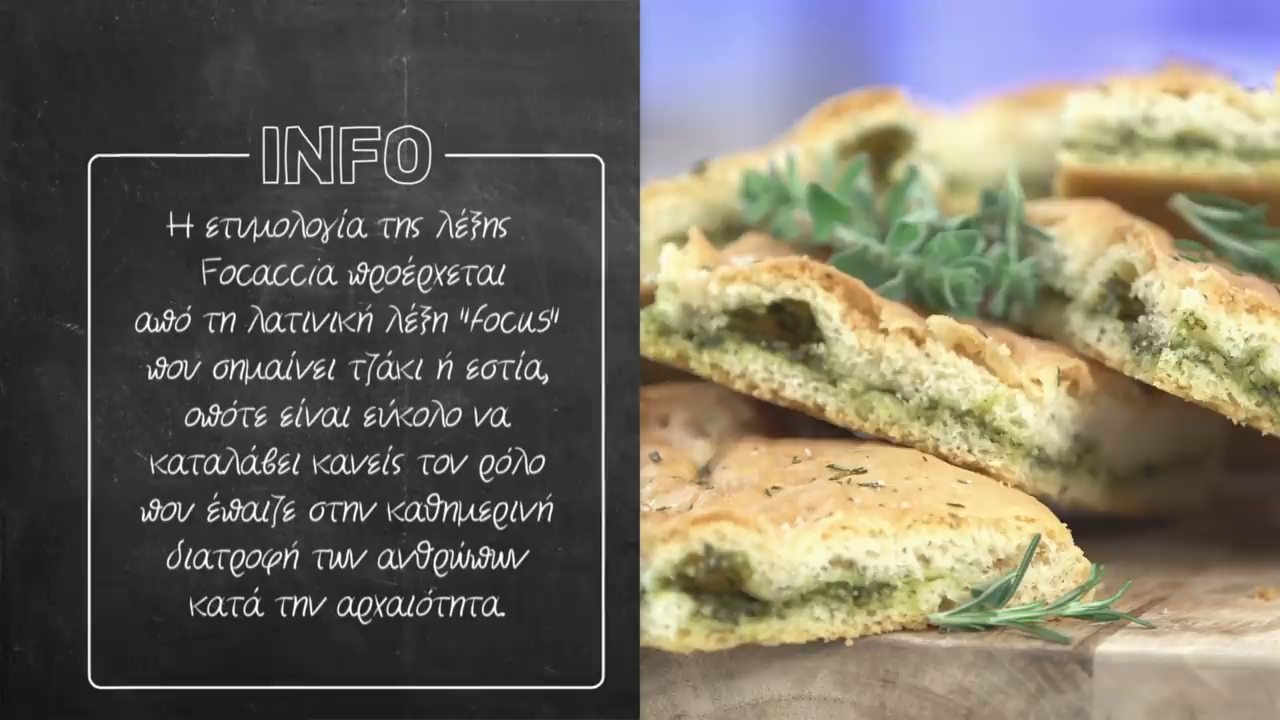 INFO
Η ετυμολογία της λέξης
Focaccia προέρχεται
από τη λατινική λέξη "focus"
που σημαίνει τζάκι ή εστία,
οπότε είναι εύκολο να
καταλάβει κανείς τον ρόλο
που έπαιζε στην καθημερινή
διατροφή των ανθρώπων
κατά την αρχαιότητα.